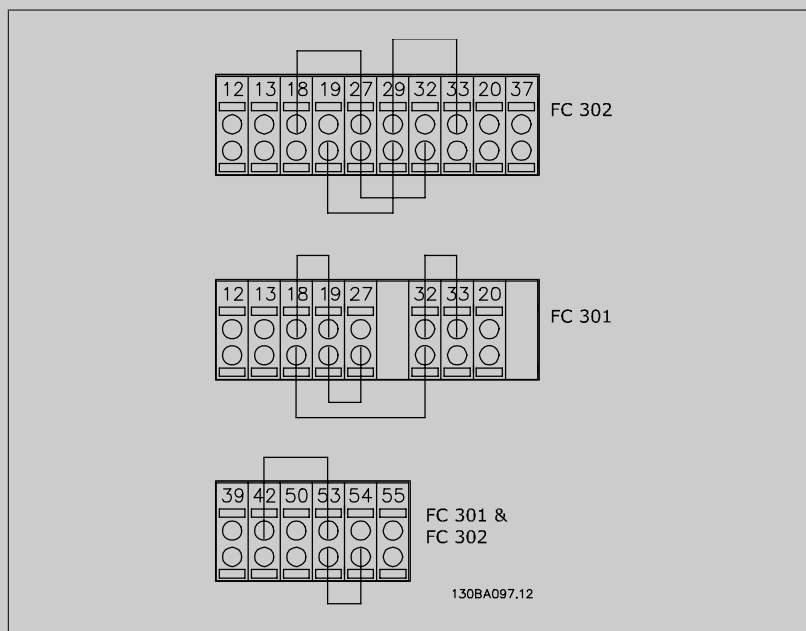 12 13 18 19 27 29 32 33 20 37
FC 302
12 13 18 19 27 32 33 20
FC 301
39 42 50 53 54 55
FC 301 &
FC 302
130BA097.12